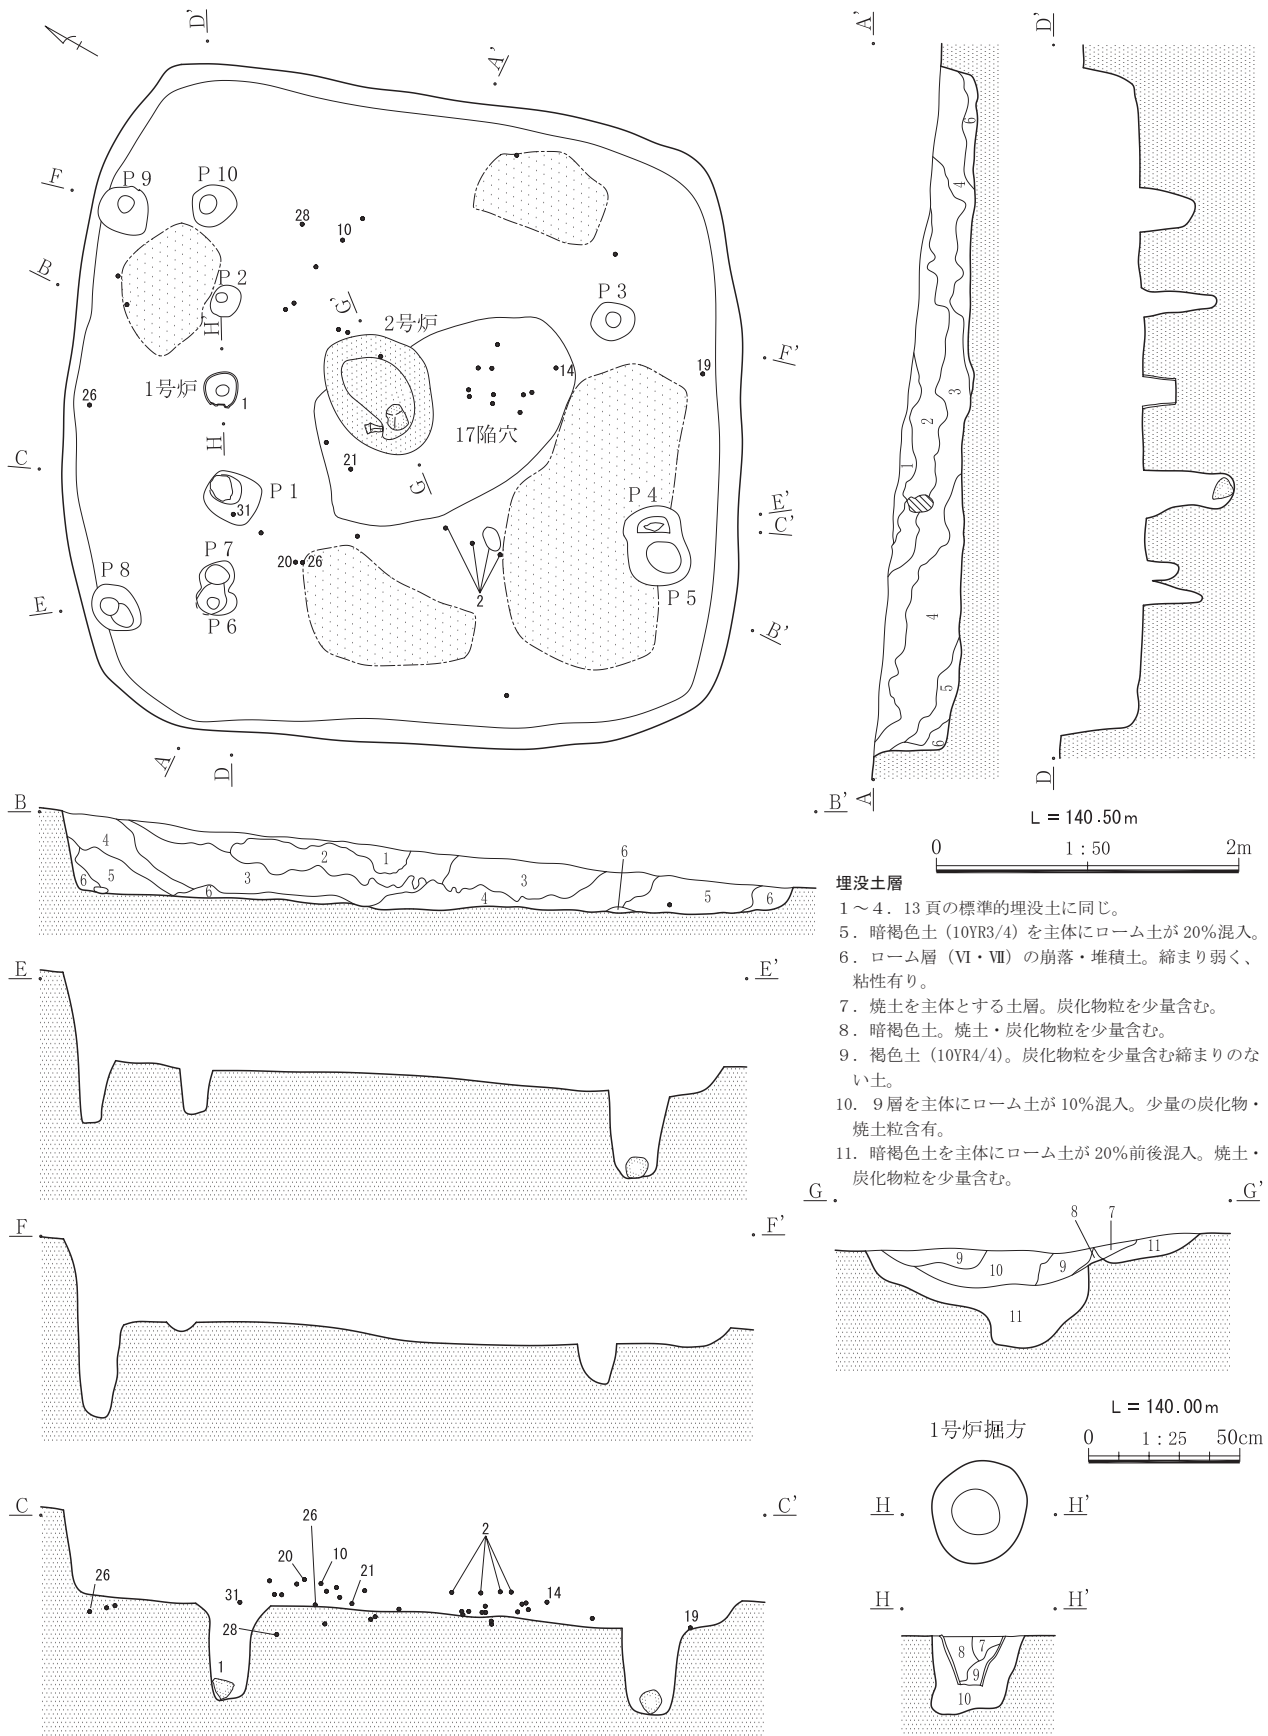 D'
A'
F
P 9
P 10
28
10
B
P 2
H'
G'
2号炉
P 3
1号炉
1
26
14
19
F'
17陥穴
H
C
21
G
P 1
31
P 4
E'
C'
20
26
P 7
P 8
2
P 5
E
P 6
B'
A
D
A'
D'
6
4
3
2
1
4
5
6
A
D
B
B'
4
2
1
3
3
6
5
6
6
4
5
6
L = 140.50m
0
1 : 50
2m
埋没土層
1～4. 13頁の標準的埋没土に同じ。
5. 暗褐色土 (10YR3/4) を主体にローム土が20%混入。
6. ローム層 (Ⅵ・Ⅶ) の崩落・堆積土。締まり弱く、
粘性有り。
7. 焼土を主体とする土層。炭化物粒を少量含む。
8. 暗褐色土。焼土・炭化物粒を少量含む。
9. 褐色土 (10YR4/4)。炭化物粒を少量含む締まりのな
い土。
10. 9層を主体にローム土が10%混入。少量の炭化物・
焼土粒含有。
11. 暗褐色土を主体にローム土が20%前後混入。焼土・
炭化物粒を少量含む。
E
E'
G
G'
8
7
9
10
9
11
11
F
F'
L = 140.00m
0
1 : 25
50cm
1号炉掘方
H
H'
C
C'
26
31
20
26
10
21
2
14
19
28
1
H
H'
8
7
9
10